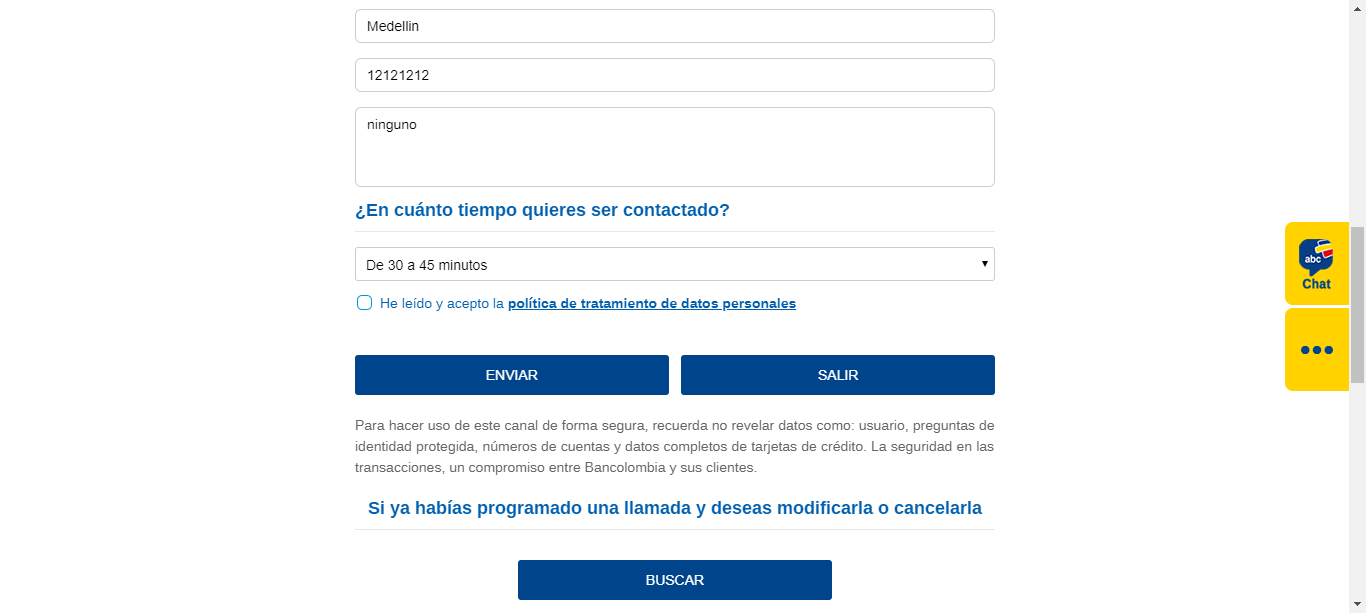 Medellin
12121212
ninguno
¿En cuánto tiempo quieres ser contactado?
De 30 a 45 minutos
He leído y acepto la política de tratamiento de datos personales
ENVIAR
SALIR
Para hacer uso de este canal de forma segura, recuerda no revelar datos como: usuario, preguntas de
identidad protegida, números de cuentas y datos completos de tarjetas de crédito. La seguridad en las
transacciones, un compromiso entre Bancolombia y sus clientes.
Si ya habías programado una llamada y deseas modificarla o cancelarla
BUSCAR
abc
Chat